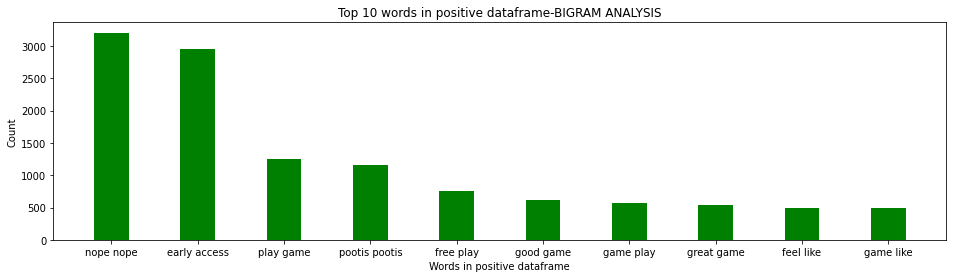 Top 10 words in positive dataframe-BIGRAM ANALYSIS
3000
2500
2000
1500
1000
500
0
Count
nope nope early access play game pootis pootis free play good game game play great game feel like game like
Words in positive dataframe